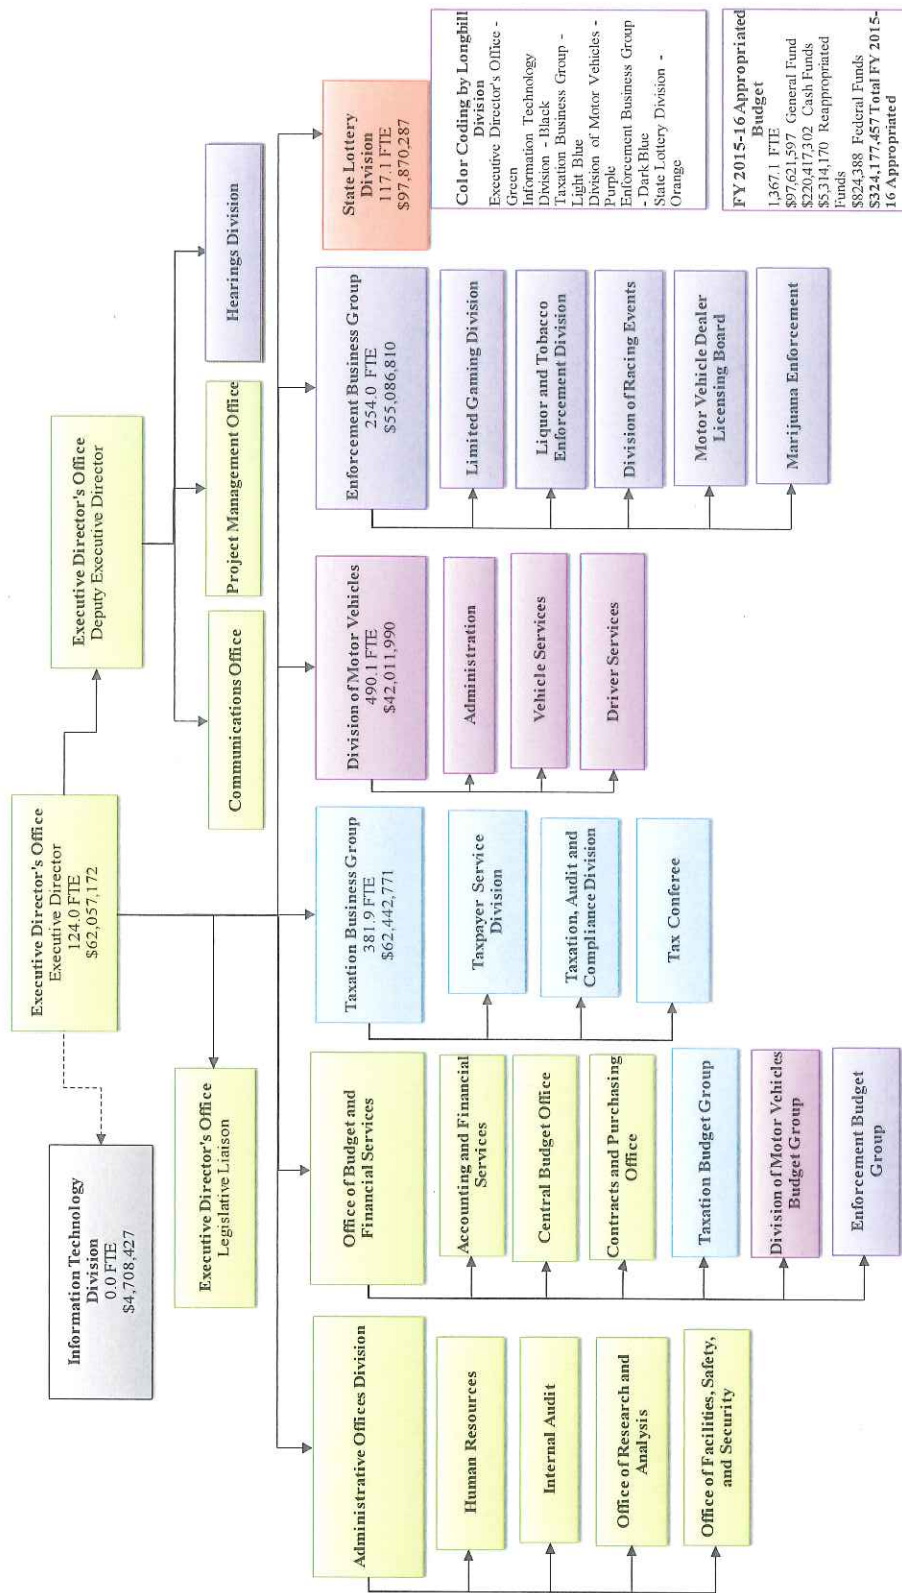 Executive Director's Office
Executive Director
124.0 FTE
$62,057,172
Information Technology
Division
0.0 FTE
$4,708,427
Executive Director's Office
Deputy Executive Director
Executive Director's Office
Legislative Liaison
Communications Office
Project Management Office
Hearings Division
Administrative Offices Division
Human Resources
Internal Audit
Office of Research and
Analysis
Office of Facilities, Safety,
and Security
Office of Budget and
Financial Services
Accounting and Financial
Services
Central Budget Office
Contracts and Purchasing
Office
Taxation Budget Group
Division of Motor Vehicles
Budget Group
Enforcement Budget
Group
Taxation Business Group
381.9 FTE
$62,442,771
Taxpayer Service
Division
Taxation, Audit and
Compliance Division
Tax Conferee
Division of Motor Vehicles
490.1 FTE
$42,011,990
Administration
Vehicle Services
Driver Services
Enforcement Business Group
254.0 FTE
$55,086,810
Limited Gaming Division
Liquor and Tobacco
Enforcement Division
Division of Racing Events
Motor Vehicle Dealer
Licensing Board
Marijuana Enforcement
State Lottery
Division
117.1 FTE
$97,870,287
Color Coding by Longbill
Division
Executive Director's Office -
Green
Information Technology
Division - Black
Taxation Business Group -
Light Blue
Division of Motor Vehicles -
Purple
Enforcement Business Group
- Dark Blue
State Lottery Division -
Orange
FY 2015-16 Appropriated
Budget
1,367.1 FTE
$97,621,597 General Fund
$220,417,302 Cash Funds
$5,314,170 Reappropriated
Funds
$824,388 Federal Funds
$324,177,457 Total FY 2015-
16 Appropriated